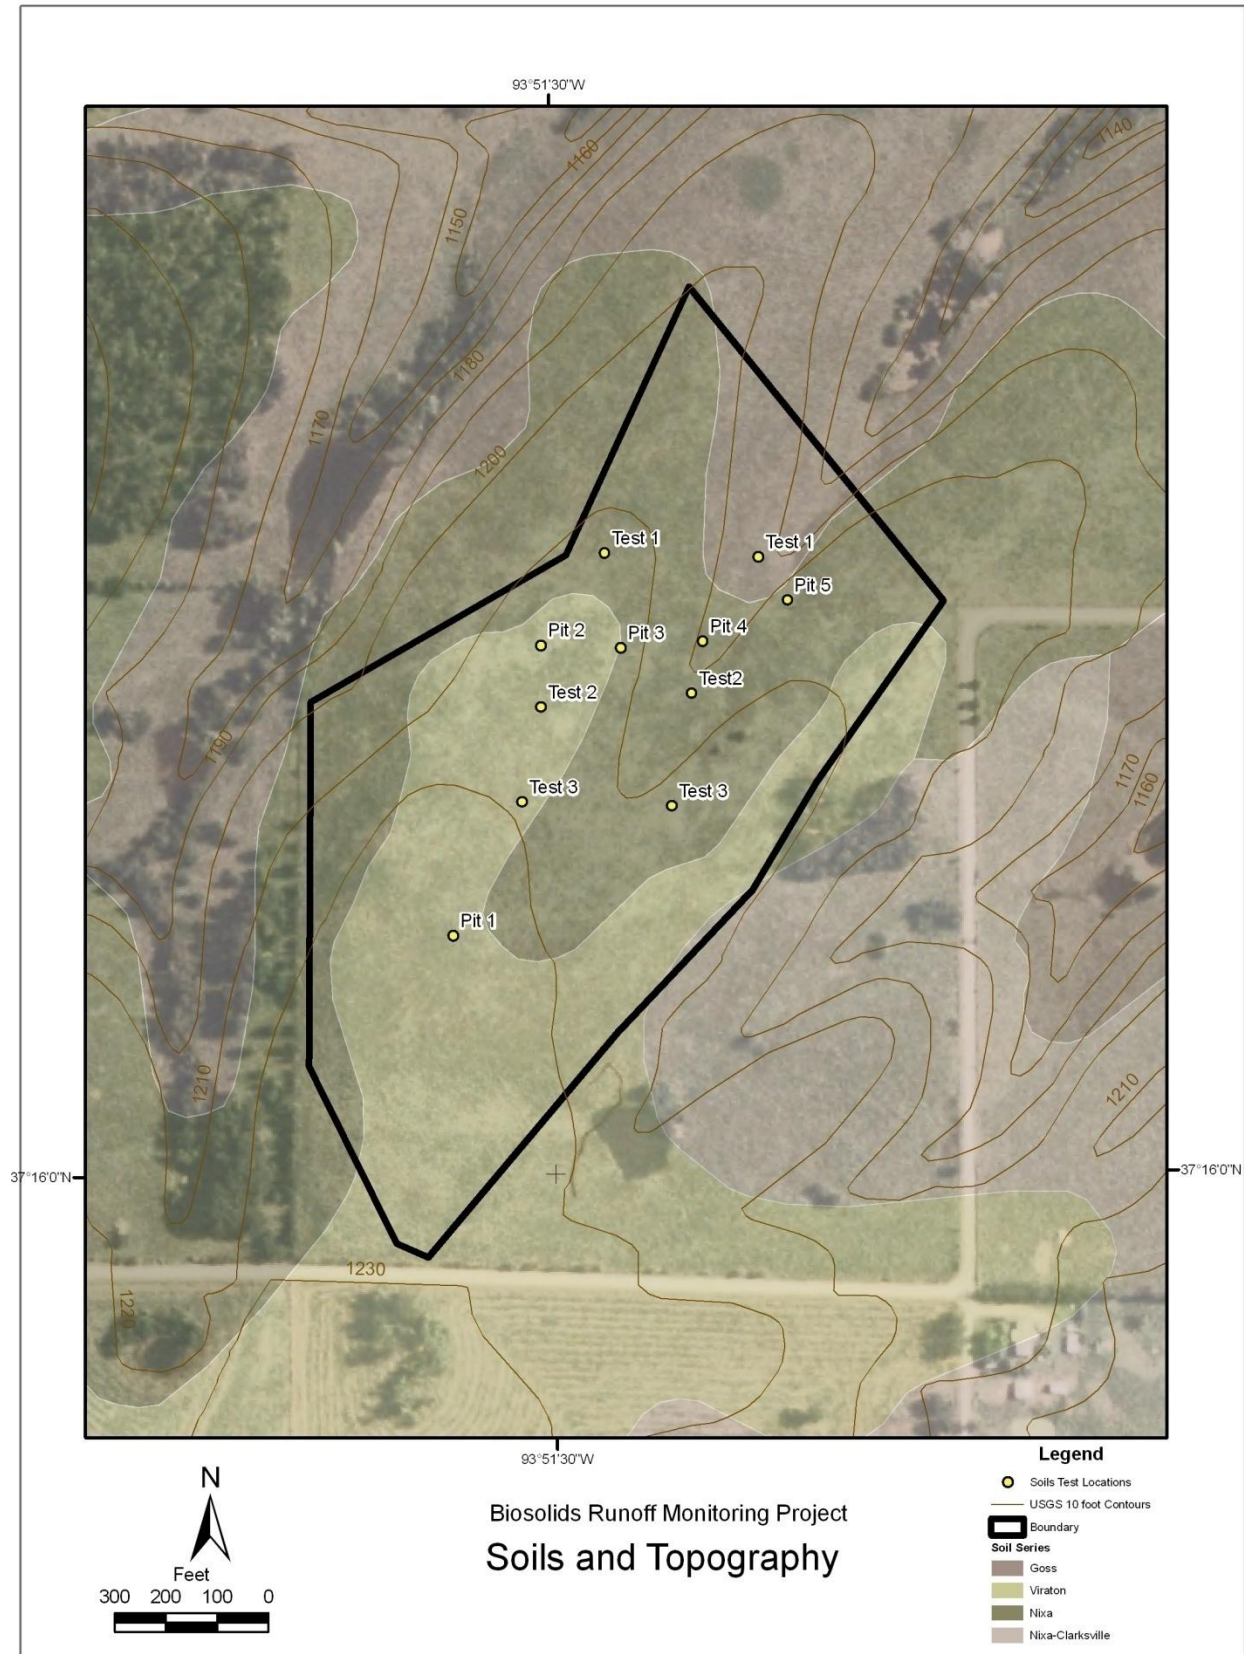 93°51'30"W
1160
1140
1150
1180
1170
1200
Test 1
Test 1
Pit 5
Pit 2
Pit 3
Pit 4
Test2
Test 2
1190
1170
1160
Test 3
Test 3
Pit 1
1210
1210
37°16'0"N
37°16'0"N
1230
1220
93°51'30"W
N
Feet
300 200 100 0
Biosolids Runoff Monitoring Project
Soils and Topography
Legend
Soils Test Locations
USGS 10 foot Contours
Boundary
Soil Series
Goss
Viraton
Nixa
Nixa-Clarksville